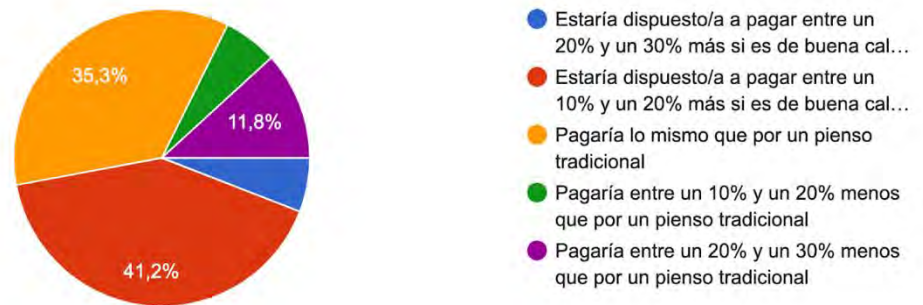 35,3%
11,8%
41,2%
Estaría dispuesto/a a pagar entre un
20% y un 30% más si es de buena cal…
Estaría dispuesto/a a pagar entre un
10% y un 20% más si es de buena cal…
Pagaría lo mismo que por un pienso
tradicional
Pagaría entre un 10% y un 20% menos
que por un pienso tradicional
Pagaría entre un 20% y un 30% menos
que por un pienso tradicional